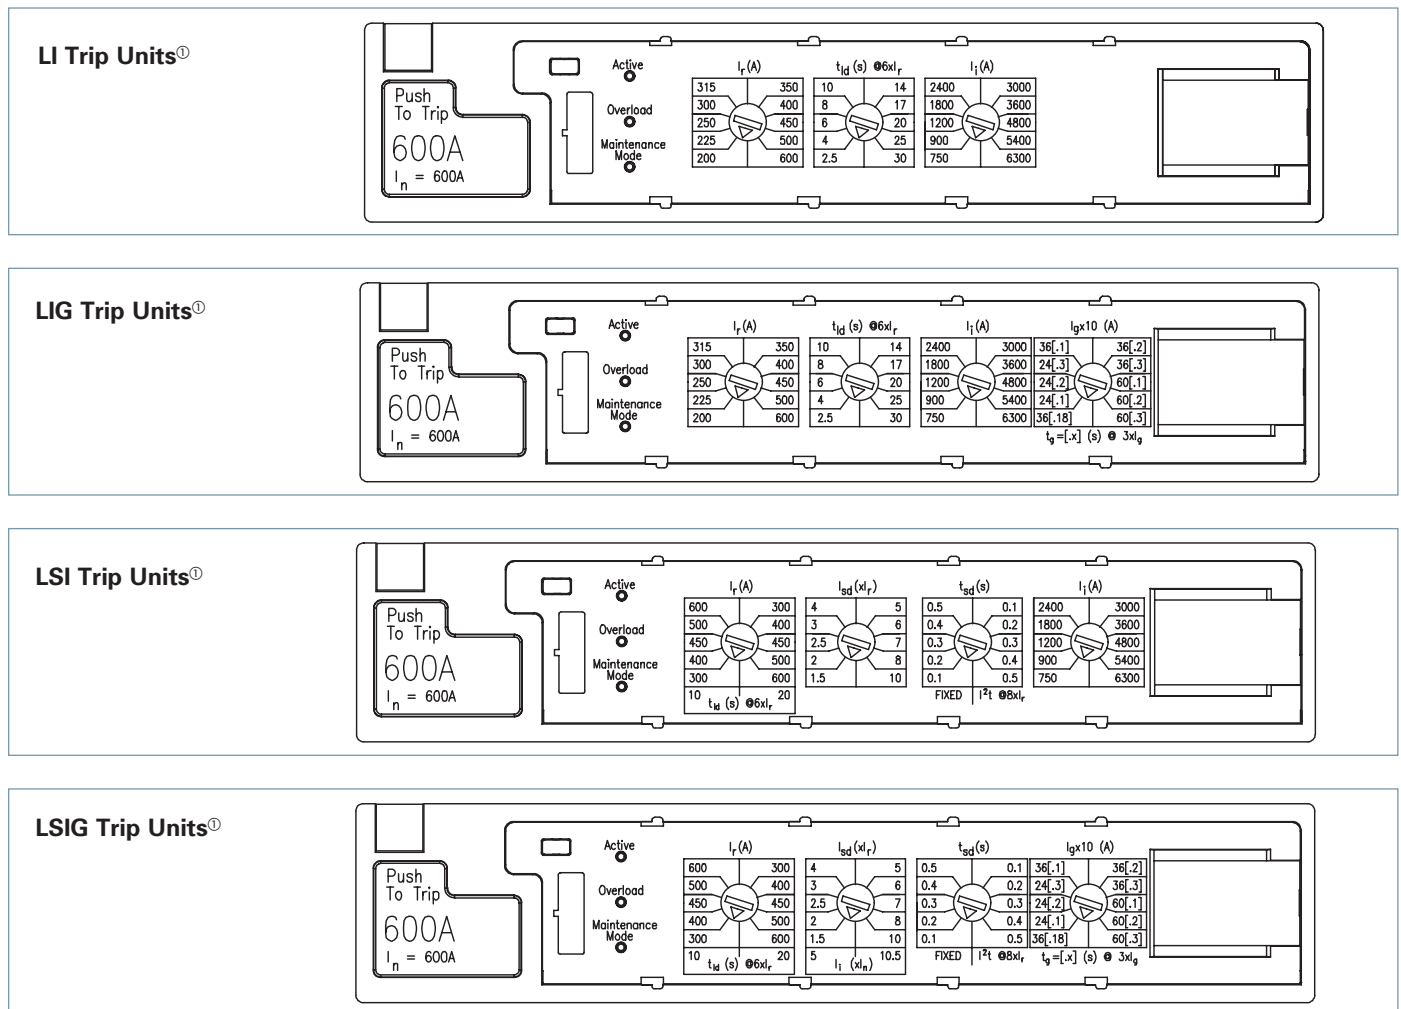 LI Trip Units①
Push
To Trip
600A
In = 600A
Active
Overload
Maintenance
Mode
Ir(A)
315 350
300 400
250 450
225 500
200 600
tld (s) @6xIr
10 14
8 17
6 20
4 25
2.5 30
Ii(A)
2400 3000
1800 3600
1200 4800
900 5400
750 6300
LIG Trip Units①
Push
To Trip
600A
In = 600A
Active
Overload
Maintenance
Mode
Ir(A)
315 350
300 400
250 450
225 500
200 600
tld (s) @6xIr
10 14
8 17
6 20
4 25
2.5 30
Ii(A)
2400 3000
1800 3600
1200 4800
900 5400
750 6300
Igx10 (A)
36[.1] 36[.2]
24[.3] 36[.3]
24[.2] 60[.1]
24[.1] 60[.2]
36[.18] 60[.3]
tg=[.x] (s) @ 3xIg
LSI Trip Units①
Push
To Trip
600A
In = 600A
Active
Overload
Maintenance
Mode
Ir(A)
600 300
500 400
450 450
400 500
300 600
10 20
tld (s) @6xIr
Isd(xIr)
4 5
3 6
2.5 7
2 8
1.5 10
tsd(s)
0.5 0.1
0.4 0.2
0.3 0.3
0.2 0.4
0.1 0.5
FIXED I²t @8xIr
Ii(A)
2400 3000
1800 3600
1200 4800
900 5400
750 6300
LSIG Trip Units①
Push
To Trip
600A
In = 600A
Active
Overload
Maintenance
Mode
Ir(A)
600 300
500 400
450 450
400 500
300 600
10 20
tld (s) @6xIr
Isd(xIr)
4 5
3 6
2.5 7
2 8
1.5 10
5 10.5
Ii (xIn)
tsd(s)
0.5 0.1
0.4 0.2
0.3 0.3
0.2 0.4
0.1 0.5
FIXED I²t @8xIr
Igx10 (A)
36[.1] 36[.2]
24[.3] 36[.3]
24[.2] 60[.1]
24[.1] 60[.2]
36[.18] 60[.3]
tg=[.x] (s) @ 3xIg